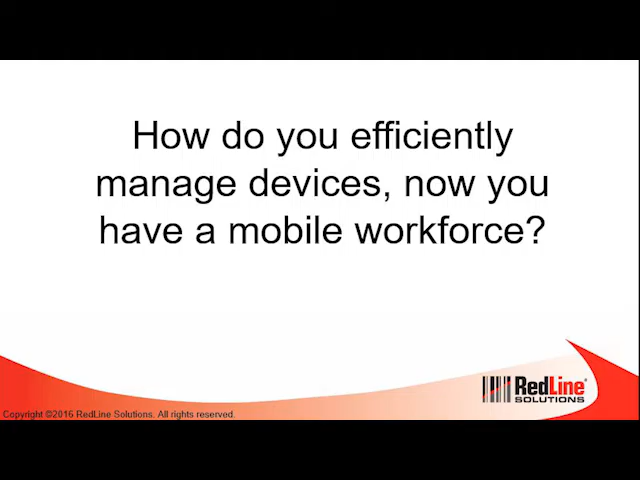 How do you efficiently
manage devices, now you
have a mobile workforce?
RedLine®
SOLUTIONS
Copyright ©2016 RedLine Solutions. All rights reserved.